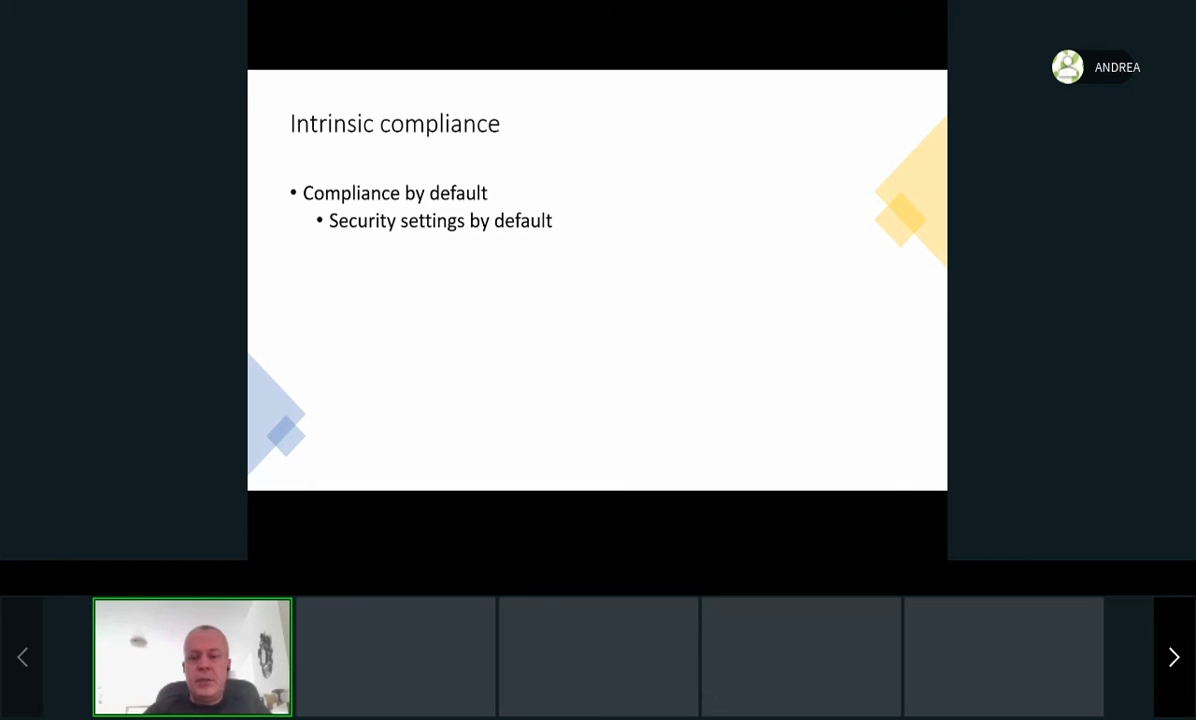 ANDREA
Intrinsic compliance
• Compliance by default
• Security settings by default